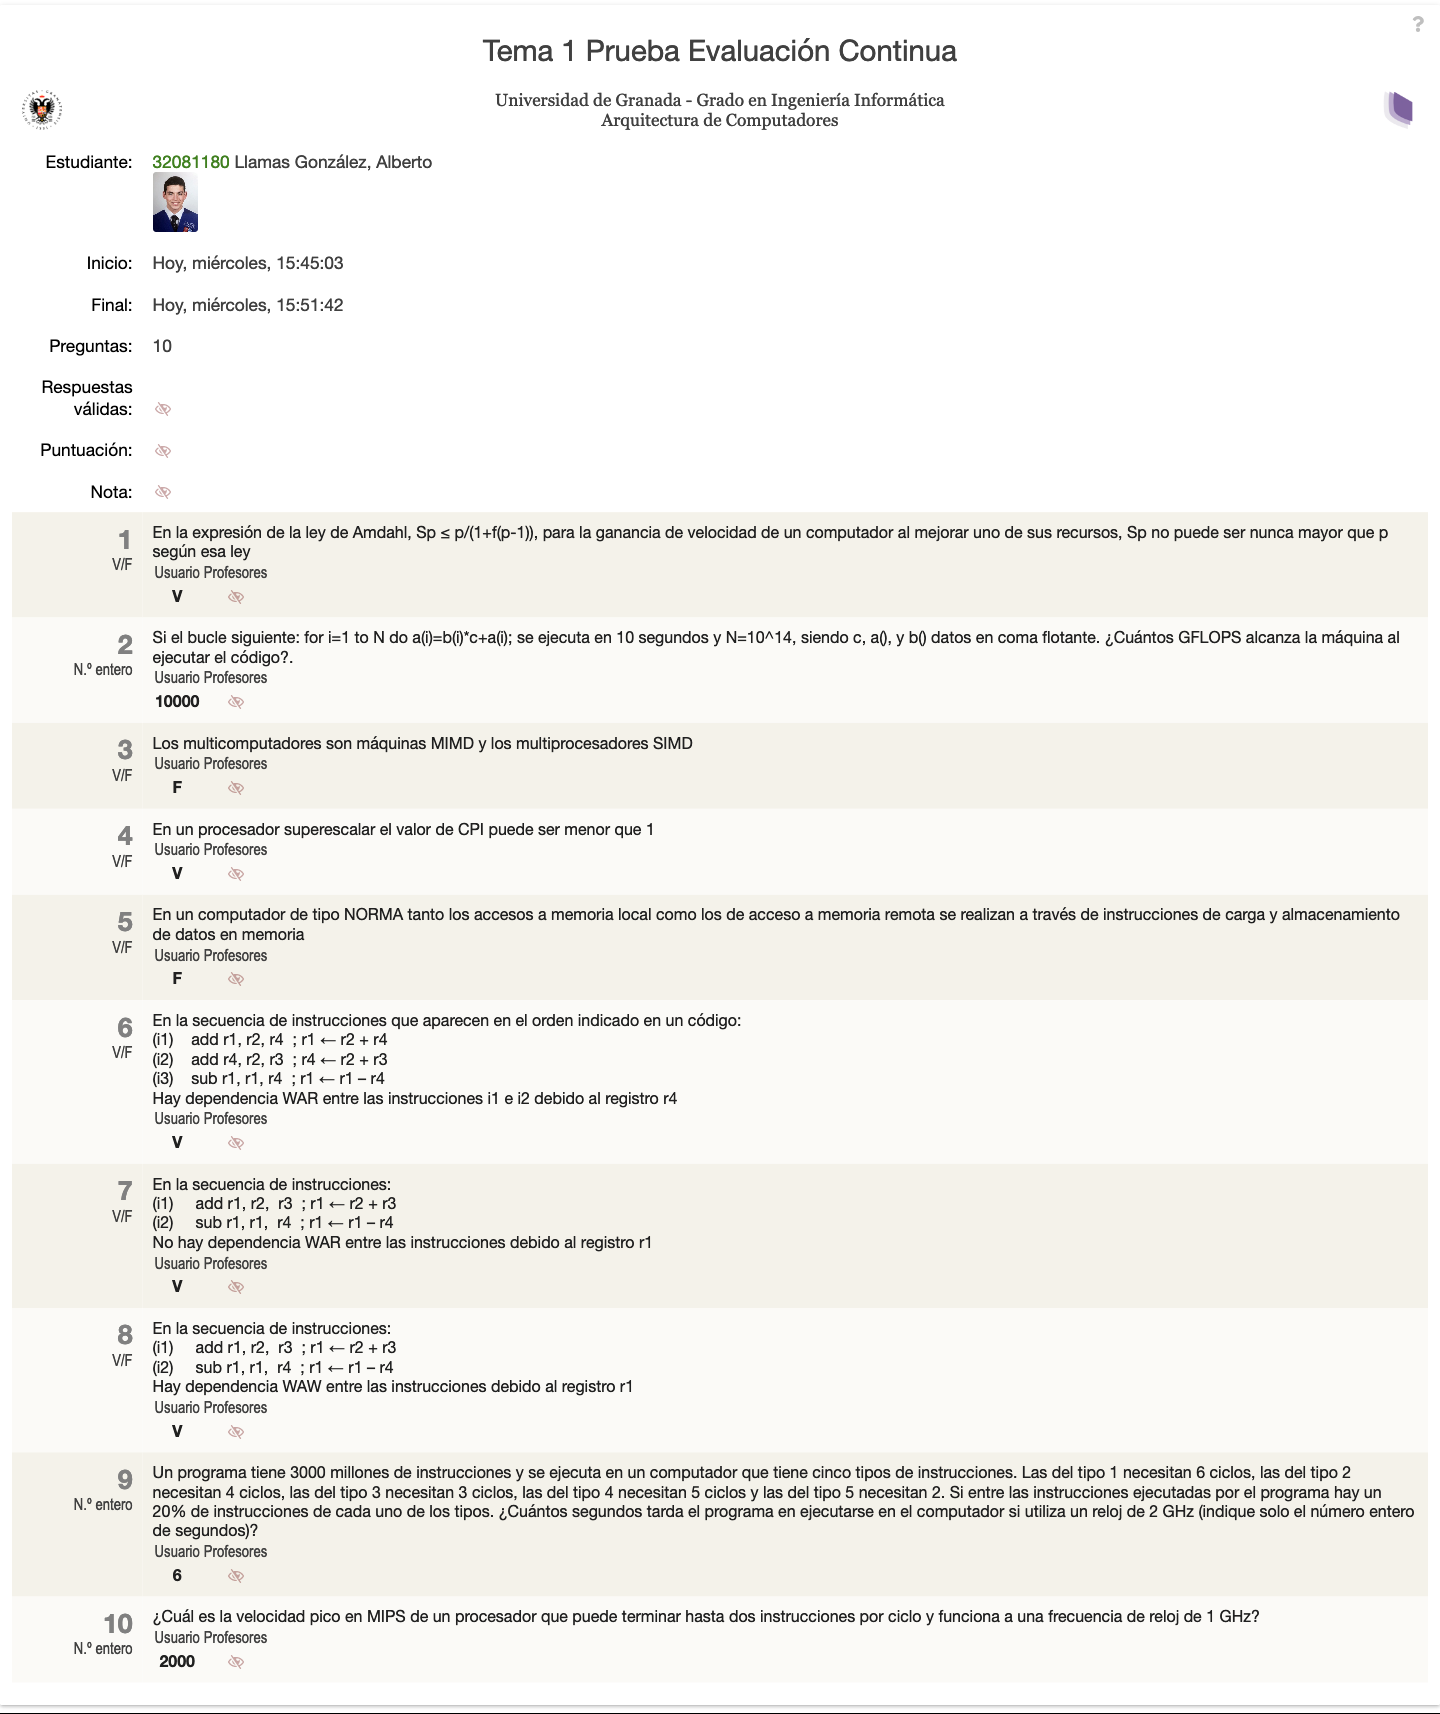 ?
Tema 1 Prueba Evaluación Continua
Universidad de Granada - Grado en Ingeniería Informática
Arquitectura de Computadores
Estudiante: 32081180 Llamas González, Alberto
Inicio: Hoy, miércoles, 15:45:03
Final: Hoy, miércoles, 15:51:42
Preguntas: 10
Respuestas
válidas:
Puntuación:
Nota:
1 En la expresión de la ley de Amdahl, Sp ≤ p/(1+f(p-1)), para la ganancia de velocidad de un computador al mejorar uno de sus recursos, Sp no puede ser nunca mayor que p
V/F según esa ley
Usuario Profesores
V
2 Si el bucle siguiente: for i=1 to N do a(i)=b(i)*c+a(i); se ejecuta en 10 segundos y N=10^14, siendo c, a(), y b() datos en coma flotante. ¿Cuántos GFLOPS alcanza la máquina al
N.º entero ejecutar el código?.
Usuario Profesores
10000
3 Los multicomputadores son máquinas MIMD y los multiprocesadores SIMD
V/F Usuario Profesores
F
4 En un procesador superescalar el valor de CPI puede ser menor que 1
V/F Usuario Profesores
V
5 En un computador de tipo NORMA tanto los accesos a memoria local como los de acceso a memoria remota se realizan a través de instrucciones de carga y almacenamiento
V/F de datos en memoria
Usuario Profesores
F
6 En la secuencia de instrucciones que aparecen en el orden indicado en un código:
V/F (i1) add r1, r2, r4 ; r1 ← r2 + r4
(i2) add r4, r2, r3 ; r4 ← r2 + r3
(i3) sub r1, r1, r4 ; r1 ← r1 – r4
Hay dependencia WAR entre las instrucciones i1 e i2 debido al registro r4
Usuario Profesores
V
7 En la secuencia de instrucciones:
V/F (i1) add r1, r2, r3 ; r1 ← r2 + r3
(i2) sub r1, r1, r4 ; r1 ← r1 – r4
No hay dependencia WAR entre las instrucciones debido al registro r1
Usuario Profesores
V
8 En la secuencia de instrucciones:
V/F (i1) add r1, r2, r3 ; r1 ← r2 + r3
(i2) sub r1, r1, r4 ; r1 ← r1 – r4
Hay dependencia WAW entre las instrucciones debido al registro r1
Usuario Profesores
V
9 Un programa tiene 3000 millones de instrucciones y se ejecuta en un computador que tiene cinco tipos de instrucciones. Las del tipo 1 necesitan 6 ciclos, las del tipo 2
N.º entero necesitan 4 ciclos, las del tipo 3 necesitan 3 ciclos, las del tipo 4 necesitan 5 ciclos y las del tipo 5 necesitan 2. Si entre las instrucciones ejecutadas por el programa hay un
20% de instrucciones de cada uno de los tipos. ¿Cuántos segundos tarda el programa en ejecutarse en el computador si utiliza un reloj de 2 GHz (indique solo el número entero
de segundos)?
Usuario Profesores
6
10 ¿Cuál es la velocidad pico en MIPS de un procesador que puede terminar hasta dos instrucciones por ciclo y funciona a una frecuencia de reloj de 1 GHz?
N.º entero Usuario Profesores
2000